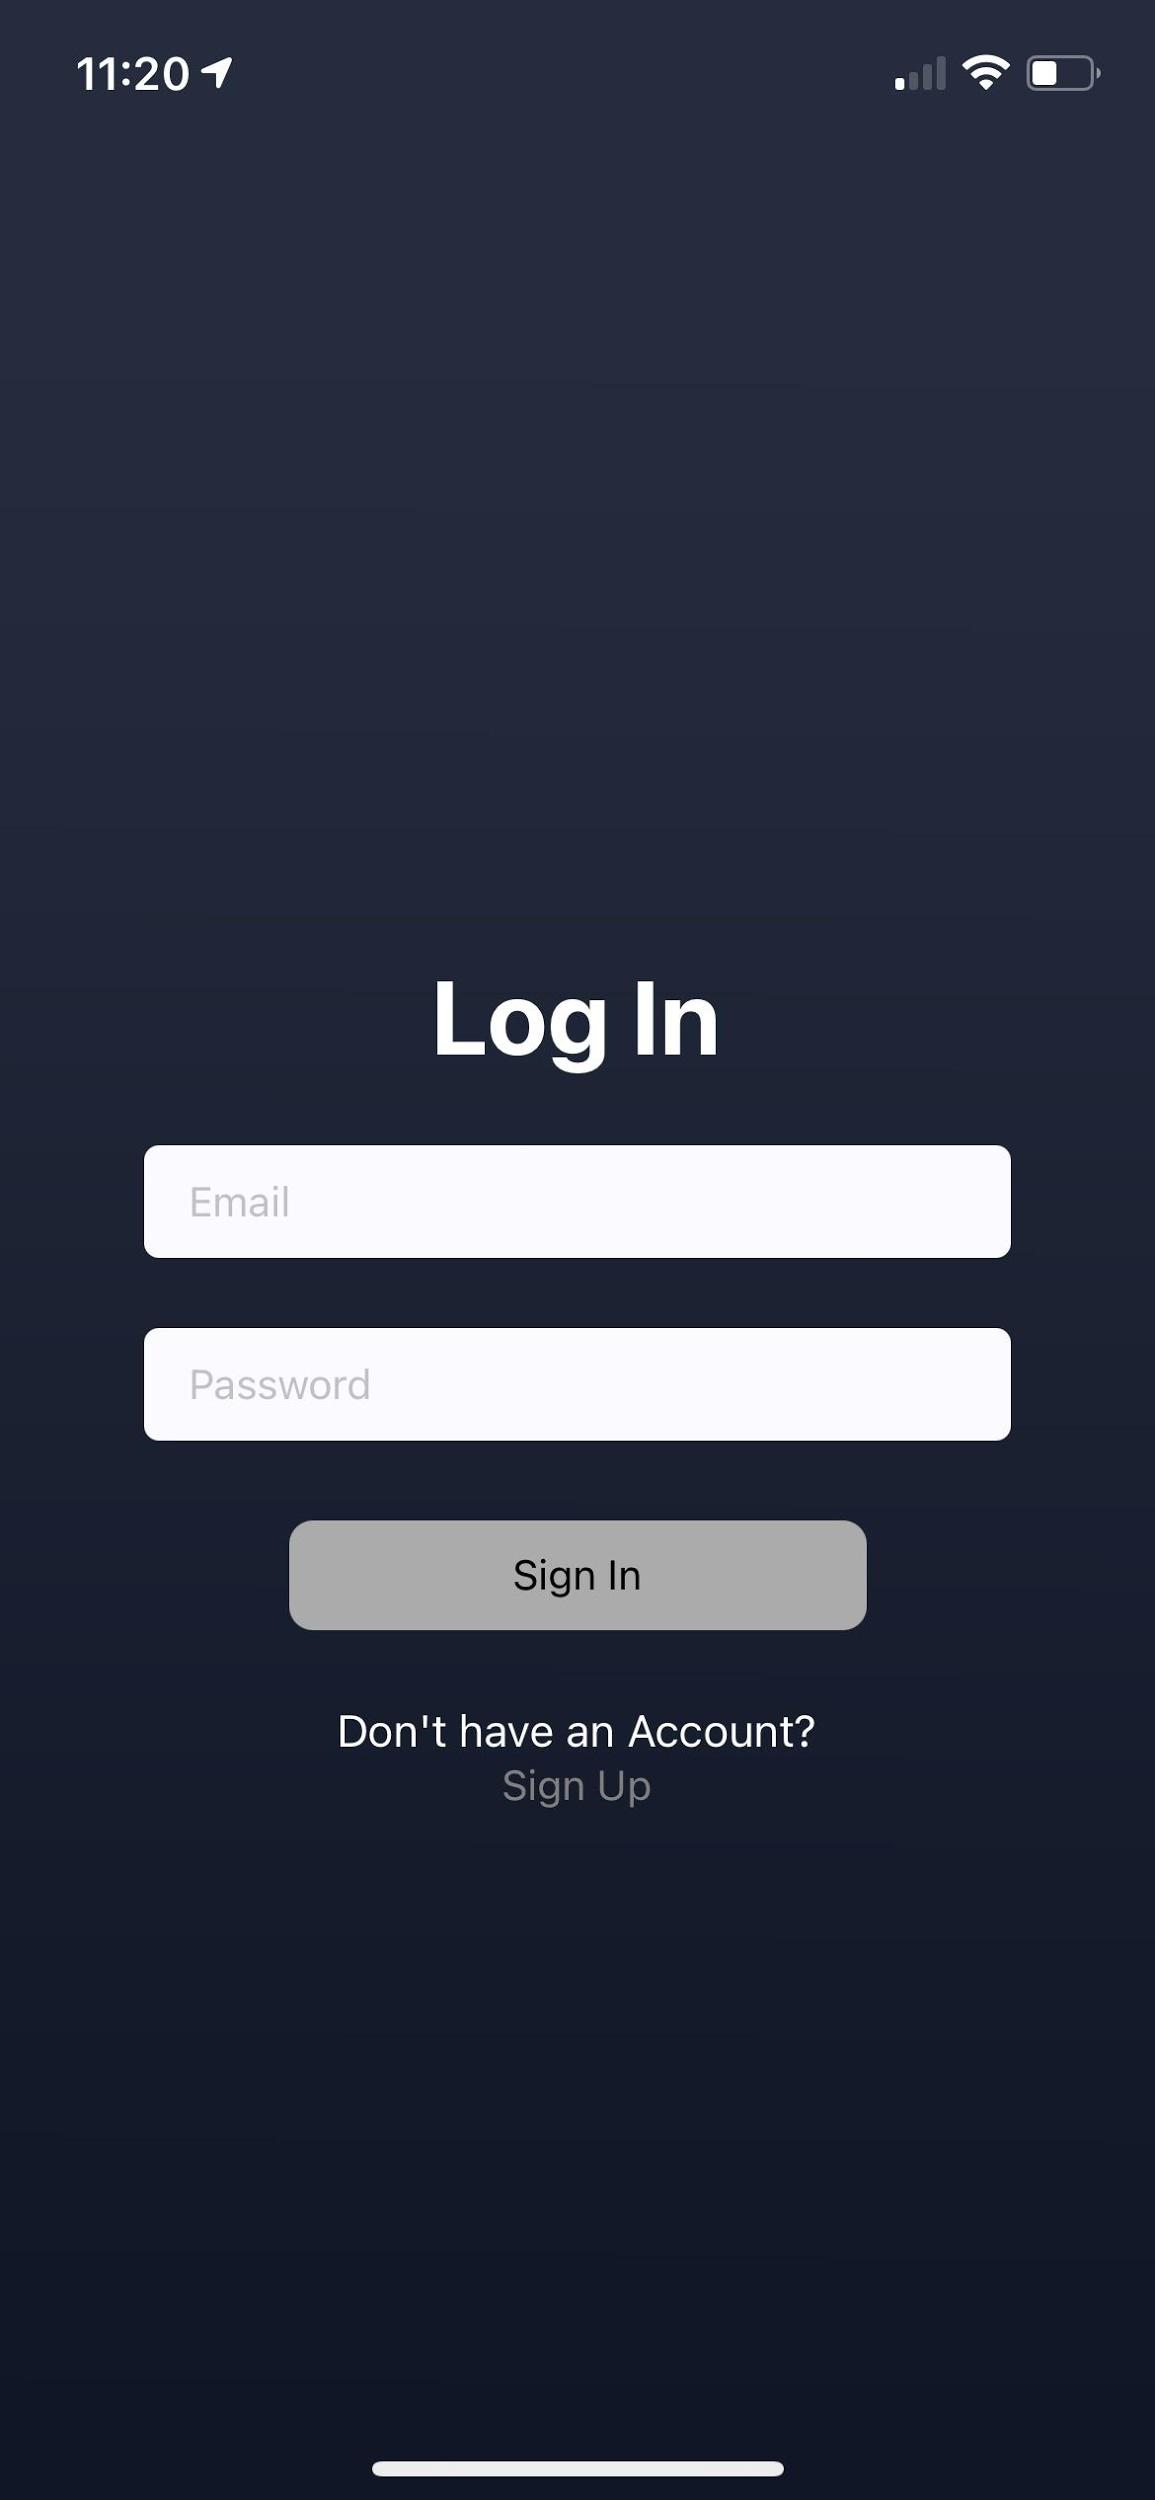 11:20
Log In
Email
Password
Sign In
Don't have an Account?
Sign Up